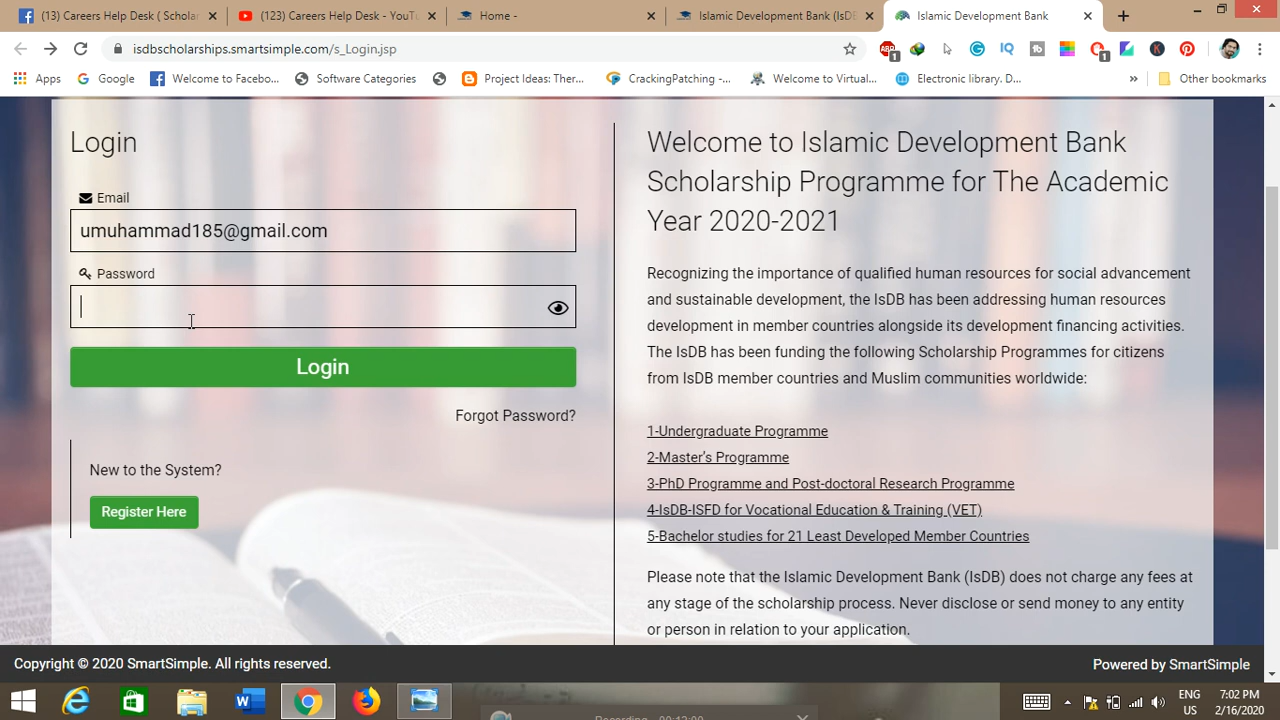 (13) Careers Help Desk ( Scholar
(123) Careers Help Desk - YouTu
Home -
Islamic Development Bank (IsDB
Islamic Development Bank
isdbscholarships.smartsimple.com/s_Login.jsp
Apps
Google
Welcome to Facebo...
Software Categories
Project Ideas: Ther...
CrackingPatching -...
Welcome to Virtual...
Electronic library. D...
Other bookmarks
Login
Email
umuhammad185@gmail.com
Password
Login
Forgot Password?
New to the System?
Register Here
Welcome to Islamic Development Bank
Scholarship Programme for The Academic
Year 2020-2021
Recognizing the importance of qualified human resources for social advancement
and sustainable development, the IsDB has been addressing human resources
development in member countries alongside its development financing activities.
The IsDB has been funding the following Scholarship Programmes for citizens
from IsDB member countries and Muslim communities worldwide:
1-Undergraduate Programme
2-Master's Programme
3-PhD Programme and Post-doctoral Research Programme
4-IsDB-ISFD for Vocational Education & Training (VET)
5-Bachelor studies for 21 Least Developed Member Countries
Please note that the Islamic Development Bank (IsDB) does not charge any fees at
any stage of the scholarship process. Never disclose or send money to any entity
or person in relation to your application.
Copyright © 2020 SmartSimple. All rights reserved.
Powered by SmartSimple
ENG
US
7:02 PM
2/16/2020